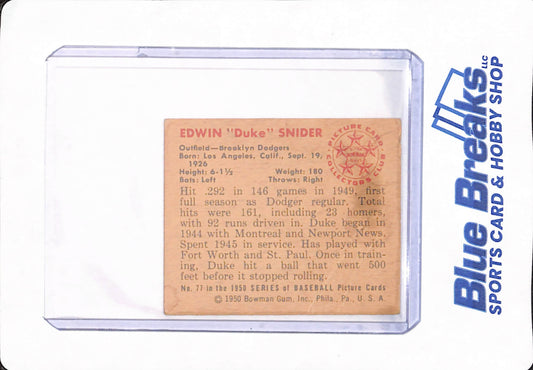 EDWIN "Duke" SNIDER
Outfield—Brooklyn Dodgers
Born: Los Angeles, Calif., Sept. 19,
1926
Height: 6-1½ Weight: 180
Bats: Left Throws: Right
Hit .292 in 146 games in 1949, first
full season as Dodger regular. Total
hits were 161, including 23 homers,
with 92 runs driven in. Duke began in
1944 with Montreal and Newport News.
Spent 1945 in service. Has played with
Fort Worth and St. Paul. Once in train-
ing, Duke hit a ball that went 500
feet before it stopped rolling.
No. 77 in the 1950 SERIES of BASEBALL Picture Cards
©1950 Bowman Gum, Inc., Phila., Pa., U. S. A.
PICTURE CARD
COLLECTORS CLUB
Blue Breaks LLC
SPORTS CARD & HOBBY SHOP